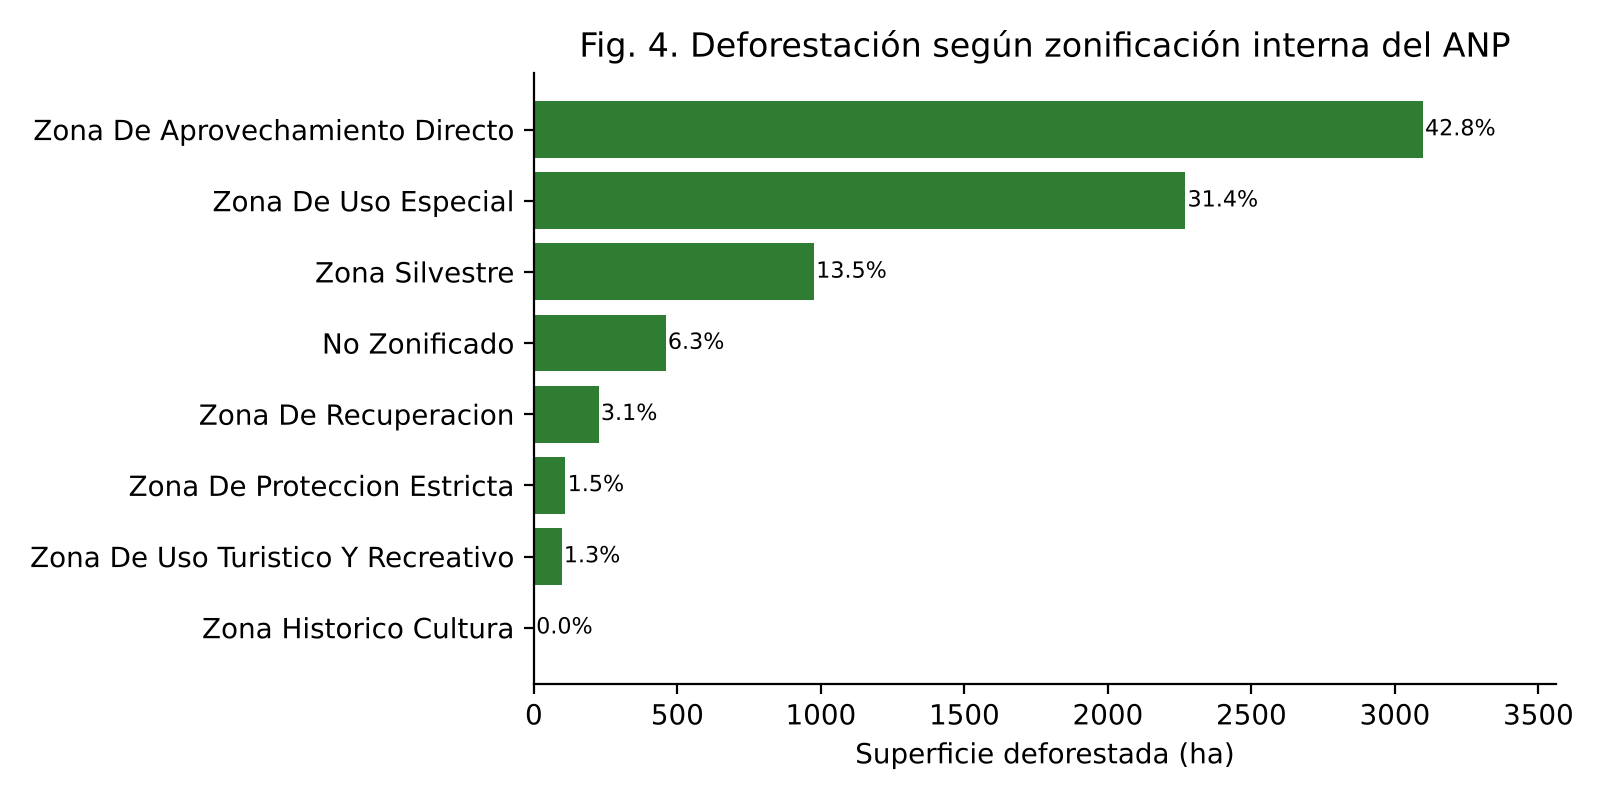 Fig. 4. Deforestación según zonificación interna del ANP
Zona De Aprovechamiento Directo 42.8%
Zona De Uso Especial 31.4%
Zona Silvestre 13.5%
No Zonificado 6.3%
Zona De Recuperacion 3.1%
Zona De Proteccion Estricta 1.5%
Zona De Uso Turistico Y Recreativo 1.3%
Zona Historico Cultura 0.0%
0 500 1000 1500 2000 2500 3000 3500
Superficie deforestada (ha)